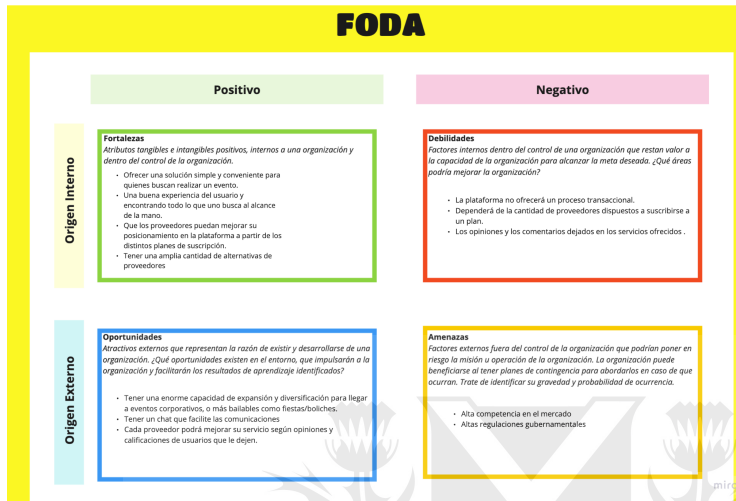 FODA
Positivo
Negativo
Origen Interno
Fortalezas
Atributos tangibles e intangibles positivos, internos a una organización y
dentro del control de la organización.
• Ofrecer una solución simple y conveniente para
quienes buscan realizar un evento.
• Una buena experiencia del usuario y
encontrando todo lo que uno busca al alcance
de la mano.
• Que los proveedores puedan mejorar su
posicionamiento en la plataforma a partir de los
distintos planes de suscripción.
• Tener una amplia cantidad de alternativas de
proveedores
Debilidades
Factores internos dentro del control de una organización que restan valor a
la capacidad de la organización para alcanzar la meta deseada. ¿Qué áreas
podría mejorar la organización?
• La plataforma no ofrecerá un proceso transaccional.
• Dependerá de la cantidad de proveedores dispuestos a suscribirse a
un plan.
• Los opiniones y los comentarios dejados en los servicios ofrecidos .
Origen Externo
Oportunidades
Atractivos externos que representan la razón de existir y desarrollarse de una
organización. ¿Qué oportunidades existen en el entorno, que impulsarán a la
organización y facilitarán los resultados de aprendizaje identificados?
• Tener una enorme capacidad de expansión y diversificación para llegar
a eventos corporativos, o más bailables como fiestas/boliches.
• Tener un chat que facilite las comunicaciones
• Cada proveedor podrá mejorar su servicio según opiniones y
calificaciones de usuarios que le dejen.
Amenazas
Factores externos fuera del control de la organización que podrían poner en
riesgo la misión u operación de la organización. La organización puede
beneficiarse al tener planes de contingencia para abordarlos en caso de que
ocurran. Trate de identificar su gravedad y probabilidad de ocurrencia.
• Alta competencia en el mercado
• Altas regulaciones gubernamentales